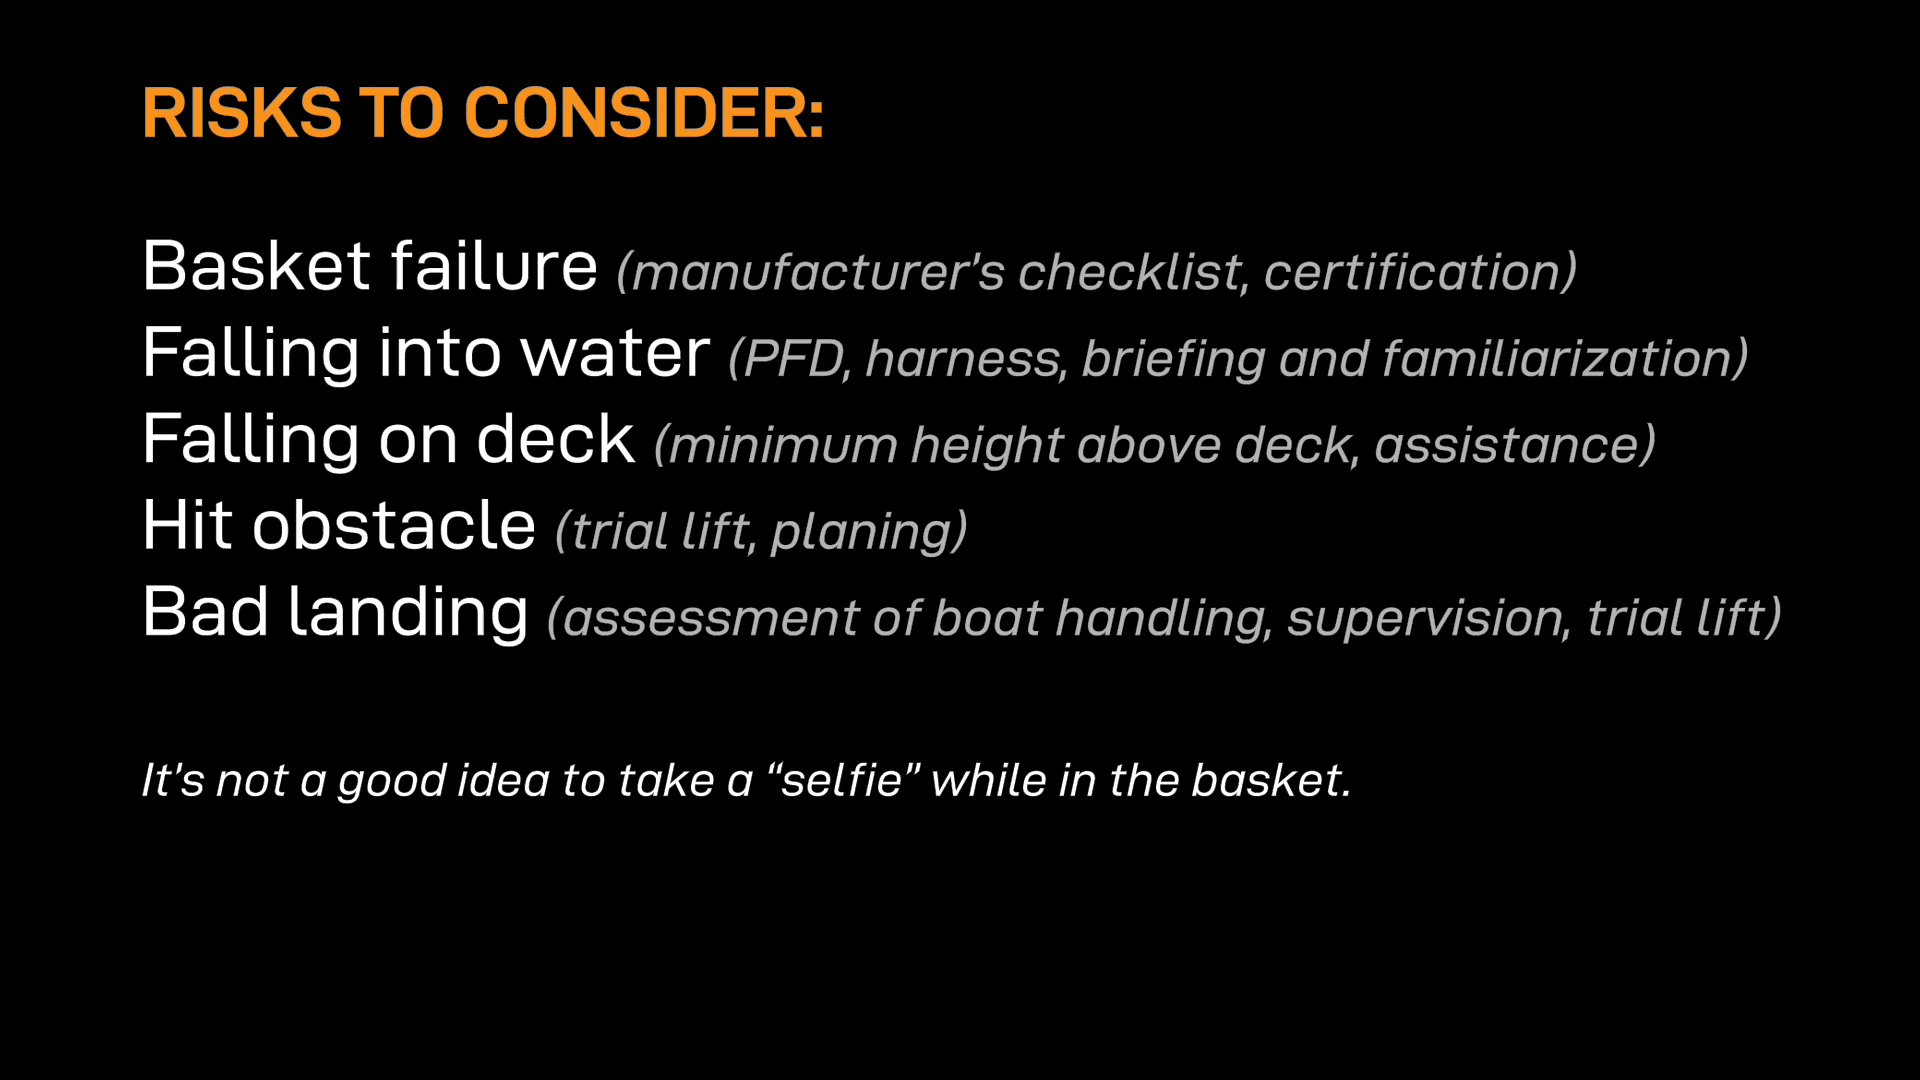 RISKS TO CONSIDER:
Basket failure (manufacturer's checklist, certification)
Falling into water (PFD, harness, briefing and familiarization)
Falling on deck (minimum height above deck, assistance)
Hit obstacle (trial lift, planing)
Bad landing (assessment of boat handling, supervision, trial lift)
It's not a good idea to take a “selfie” while in the basket.